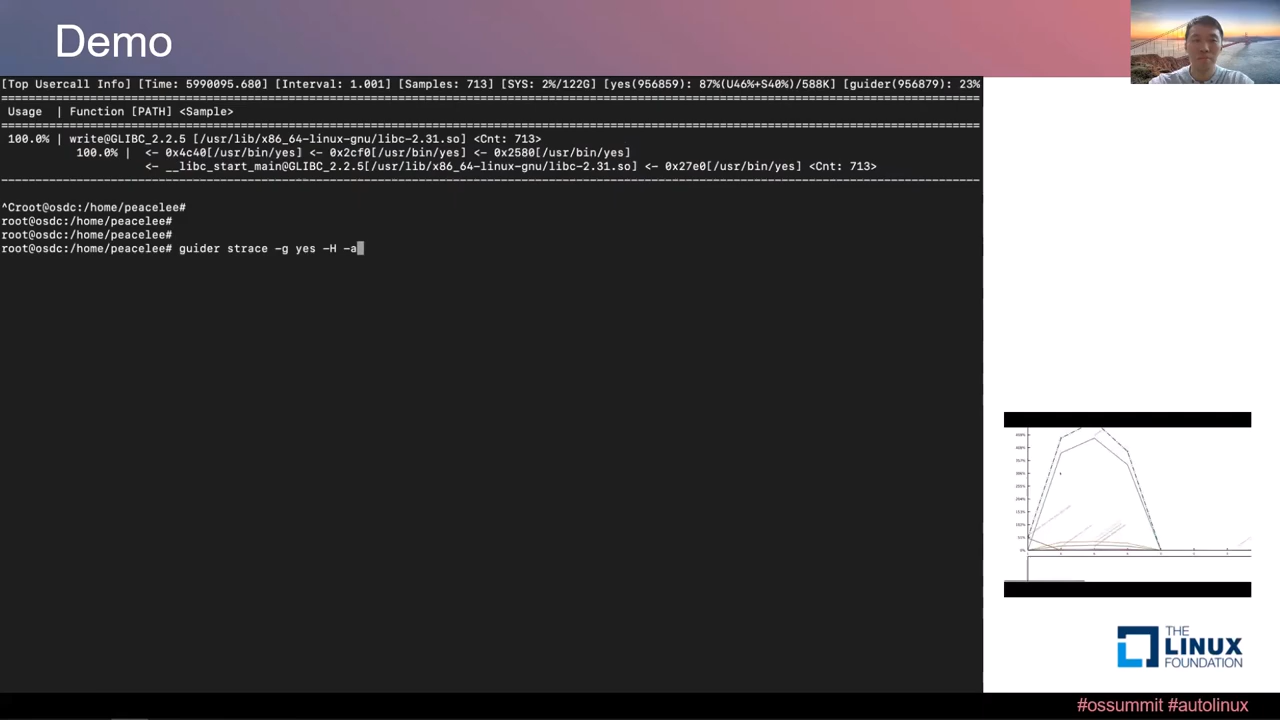 Demo
[Top Usercall Info] [Time: 5990095.680] [Interval: 1.001] [Samples: 713] [SYS: 2%/122G] [yes(956859): 87%(U46%+S40%)/588K] [guider(956879): 23%
Usage | Function [PATH] <Sample>
100.0% | write@GLIBC_2.2.5 [/usr/lib/x86_64-linux-gnu/libc-2.31.so] <Cnt: 713>
100.0% | <- 0x4c40[/usr/bin/yes] <- 0x2cf0[/usr/bin/yes] <- 0x2580[/usr/bin/yes]
<- __libc_start_main@GLIBC_2.2.5[/usr/lib/x86_64-linux-gnu/libc-2.31.so] <- 0x27e0[/usr/bin/yes] <Cnt: 713>
^Croot@osdc:/home/peacelee#
root@osdc:/home/peacelee#
root@osdc:/home/peacelee#
root@osdc:/home/peacelee# guider strace -g yes -H -a
THE
LINUX
FOUNDATION
#ossummit #autolinux